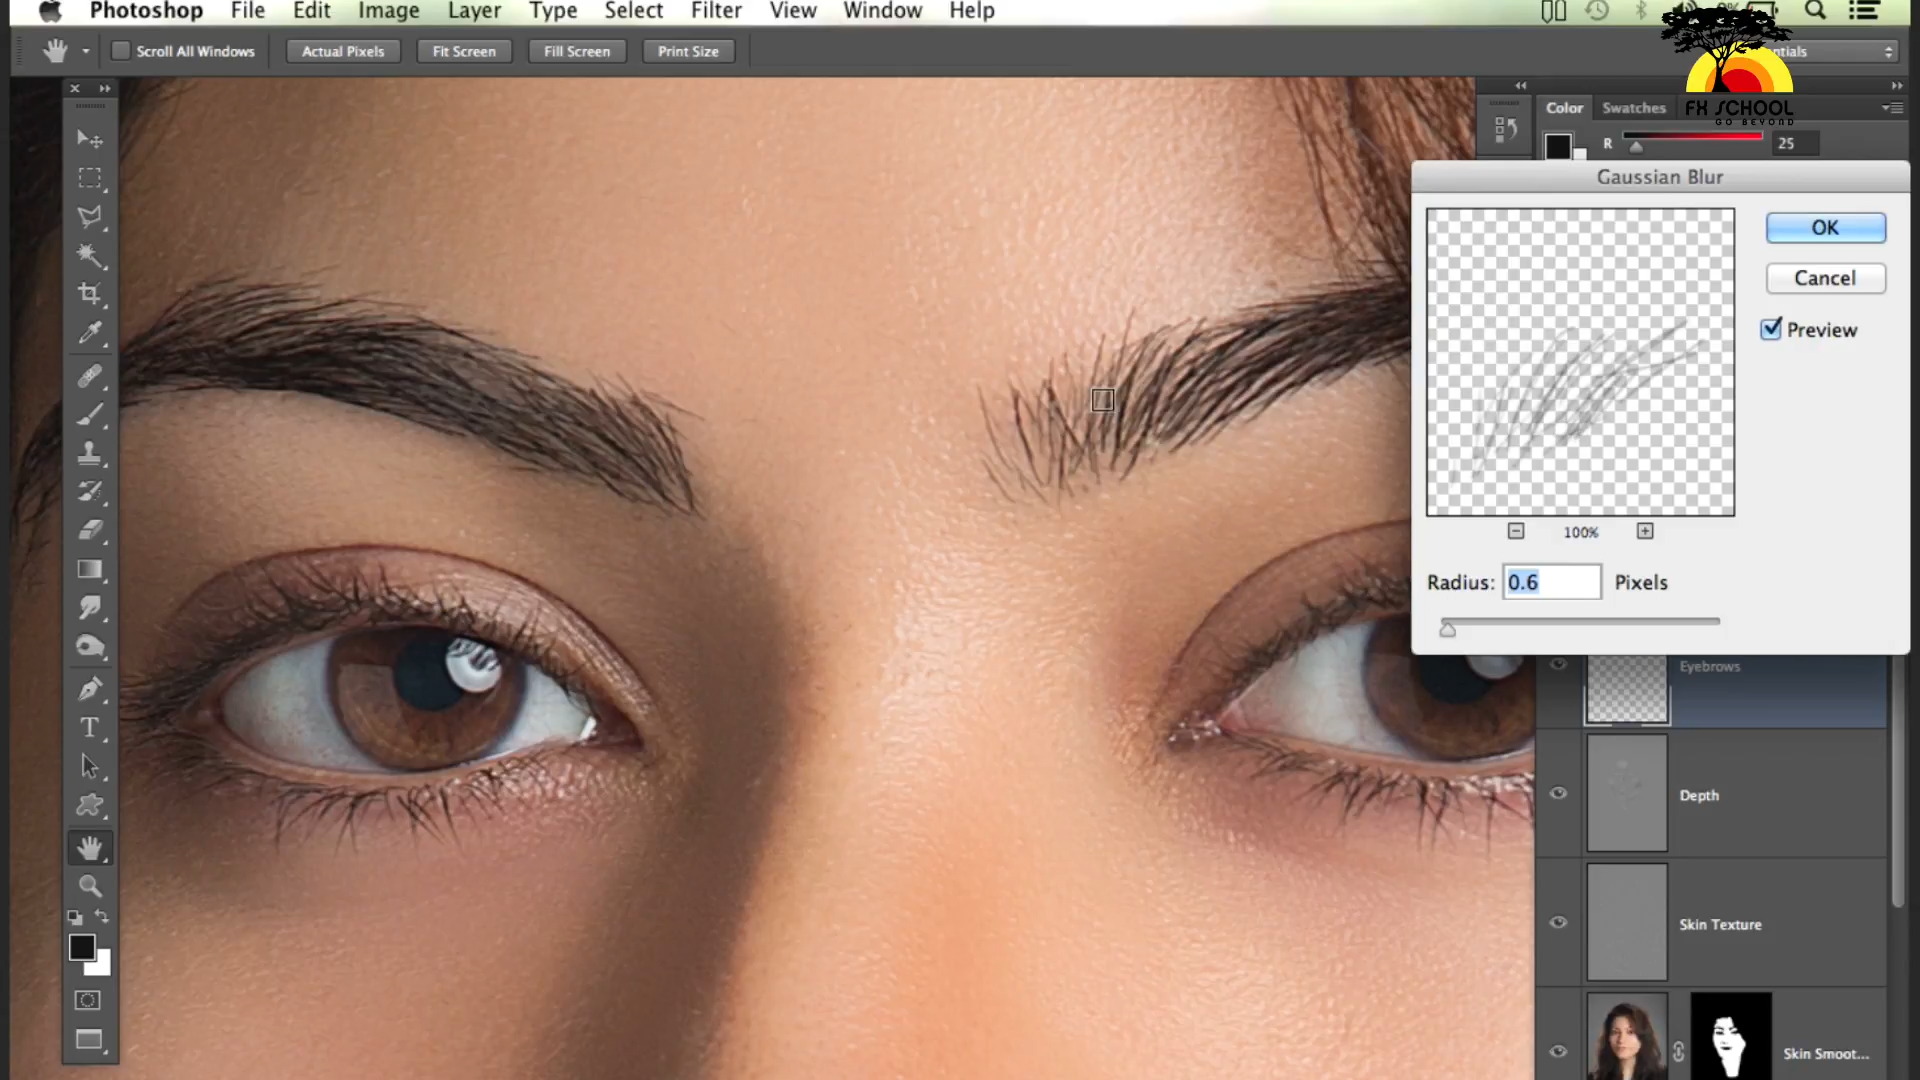 Photoshop File Edit Image Layer Type Select Filter View Window Help
Scroll All Windows Actual Pixels Fit Screen Fill Screen Print Size
Color Swatches
FX SCHOOL
GO BEYOND
R 25
Gaussian Blur
OK
Cancel
Preview
100%
Radius: 0.6 Pixels
Eyebrows
Depth
Skin Texture
Skin Smoot...